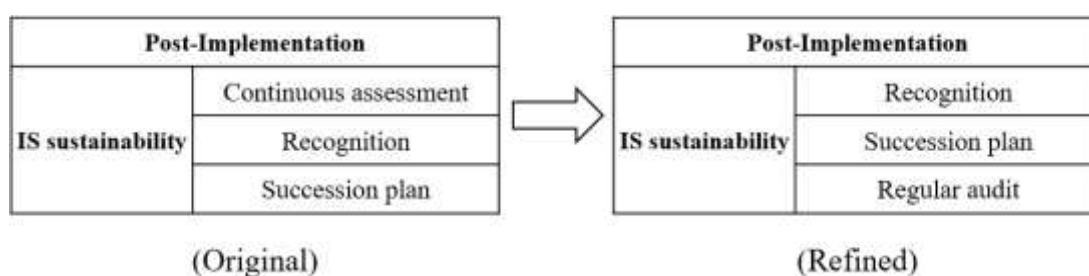 Post-Implementation
IS sustainability
Continuous assessment
Recognition
Succession plan
(Original)
Post-Implementation
IS sustainability
Recognition
Succession plan
Regular audit
(Refined)